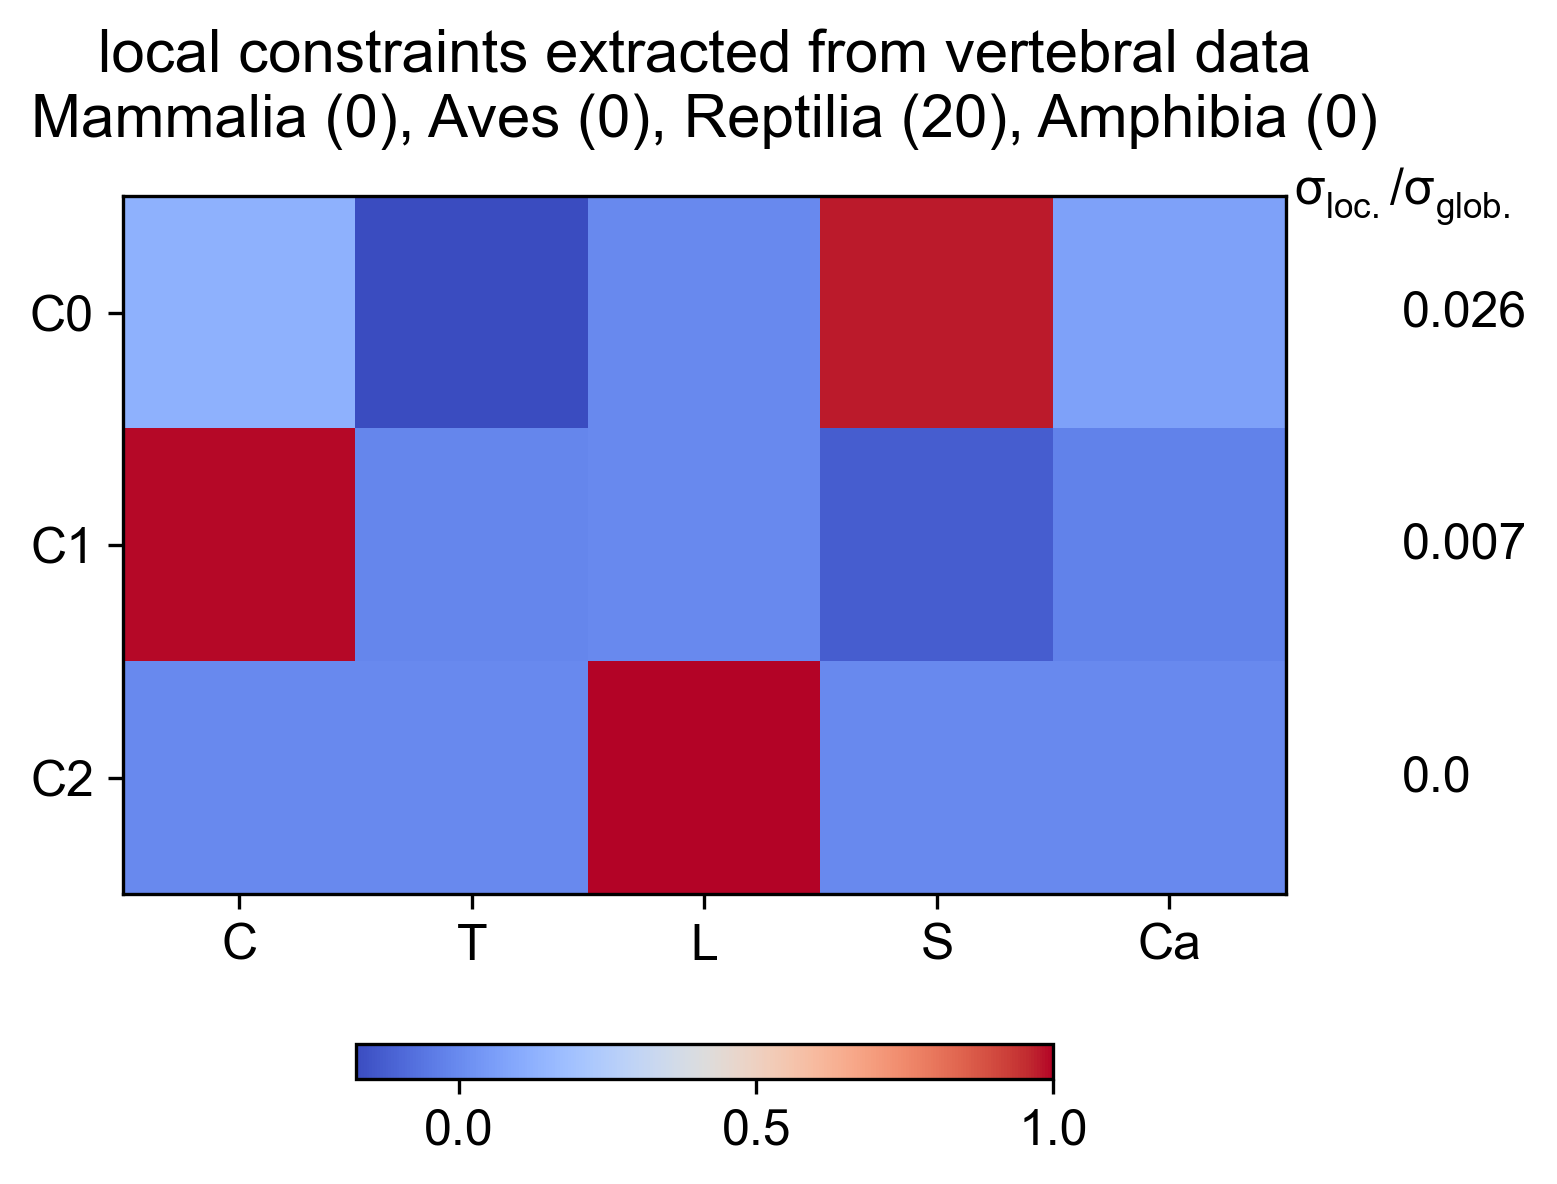 local constraints extracted from vertebral data
Mammalia (0), Aves (0), Reptilia (20), Amphibia (0)
σloc. /σglob.
C0 0.026
C1 0.007
C2 0.0
C T L S Ca
0.0 0.5 1.0